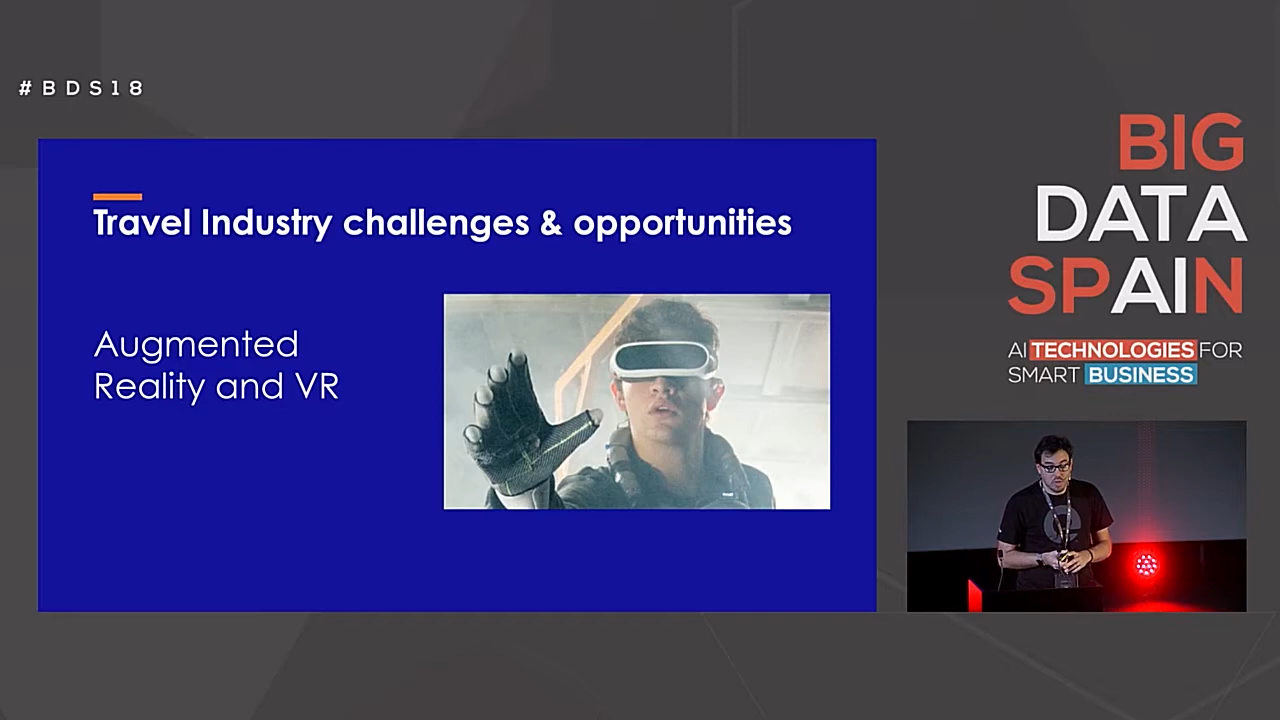 #BDS18
Travel Industry challenges & opportunities
Augmented
Reality and VR
BIG
DATA
SPAIN
AI TECHNOLOGIES FOR
SMART BUSINESS